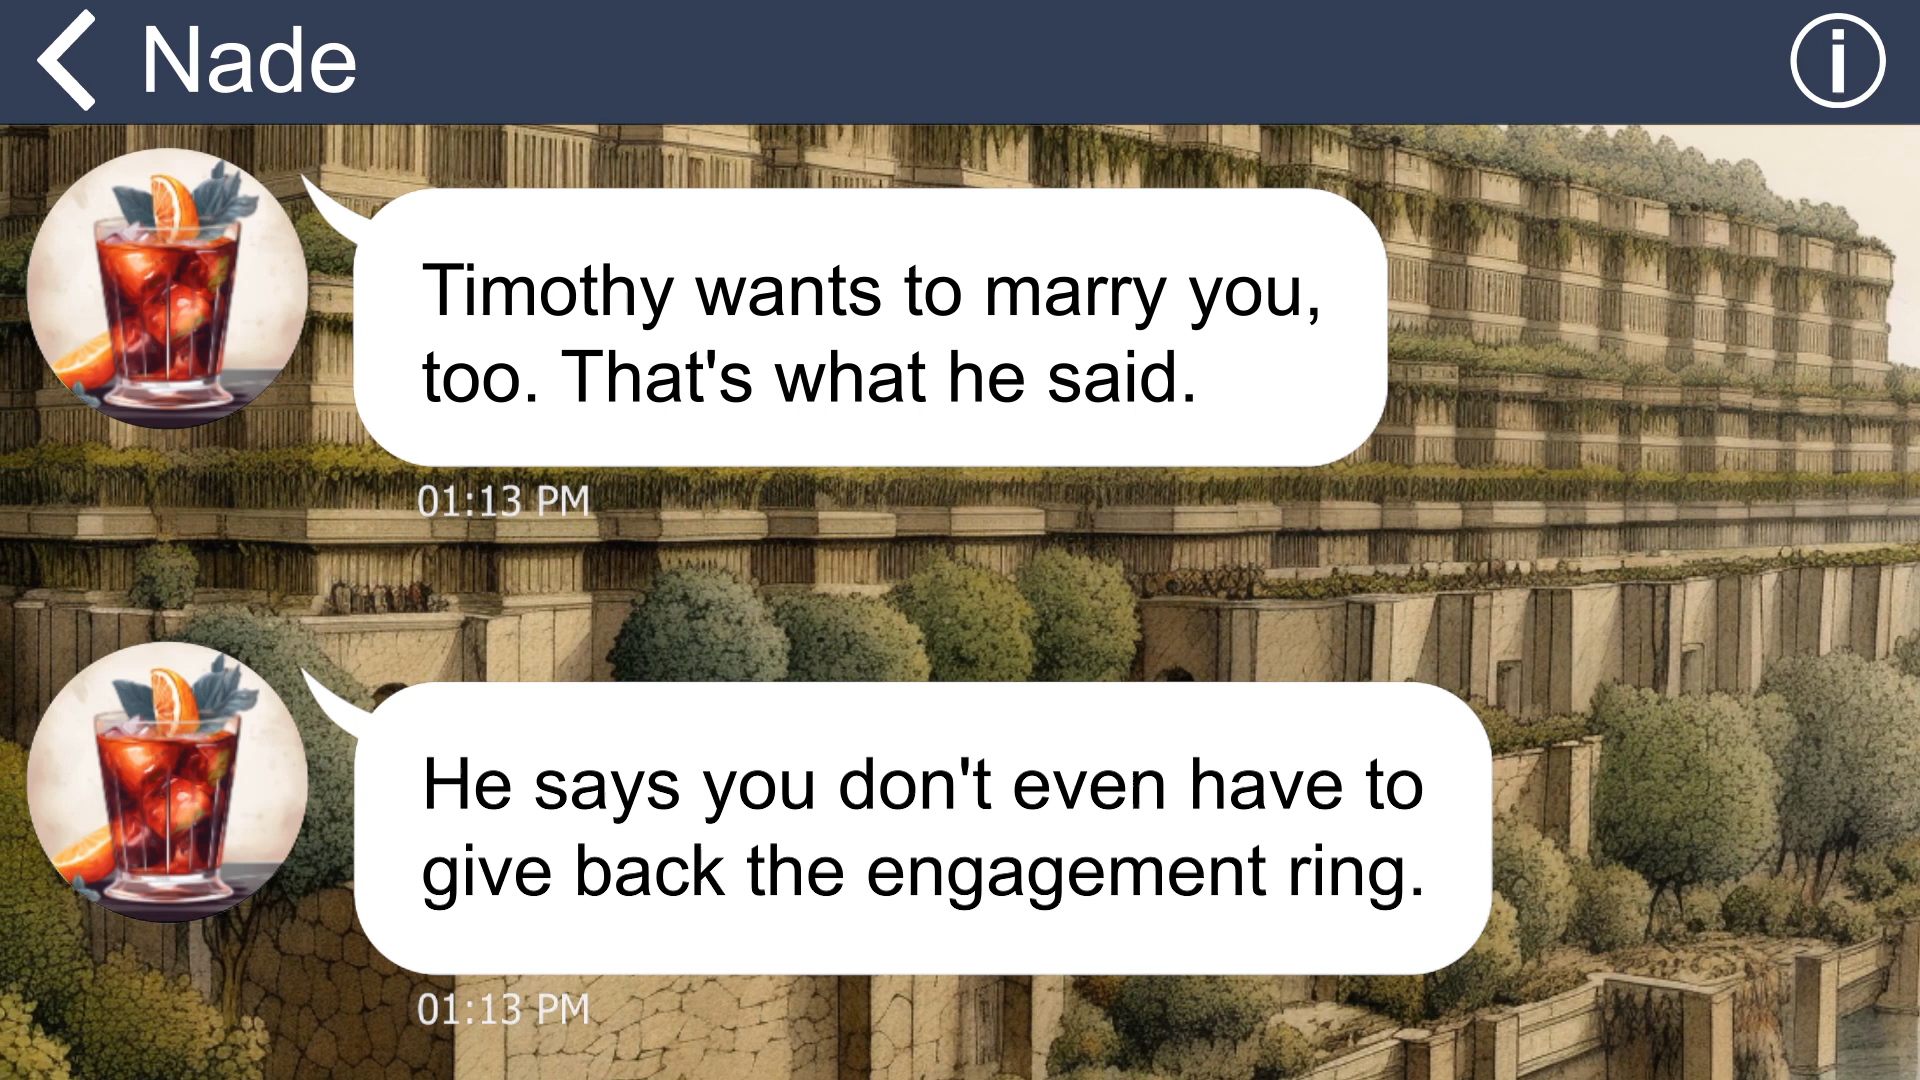 Nade
Timothy wants to marry you,
too. That's what he said.
01:13 PM
He says you don't even have to
give back the engagement ring.
01:13 PM